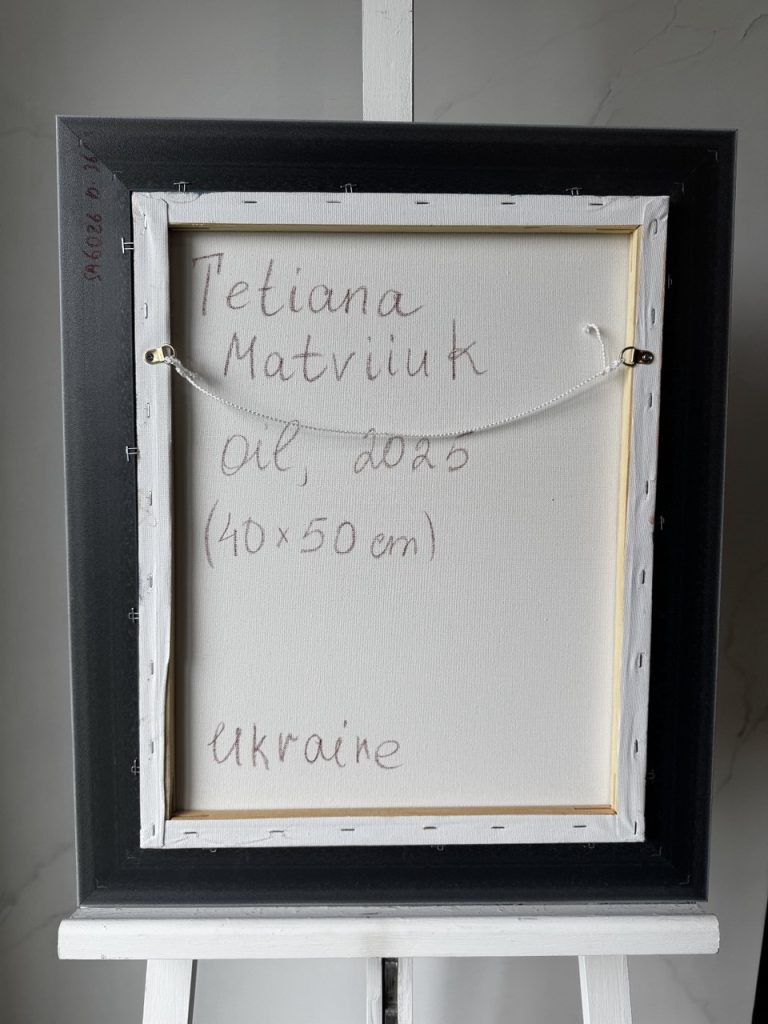 Tetiana
Matviiuk
oil, 2025
(40×50 cm)
Ukraine